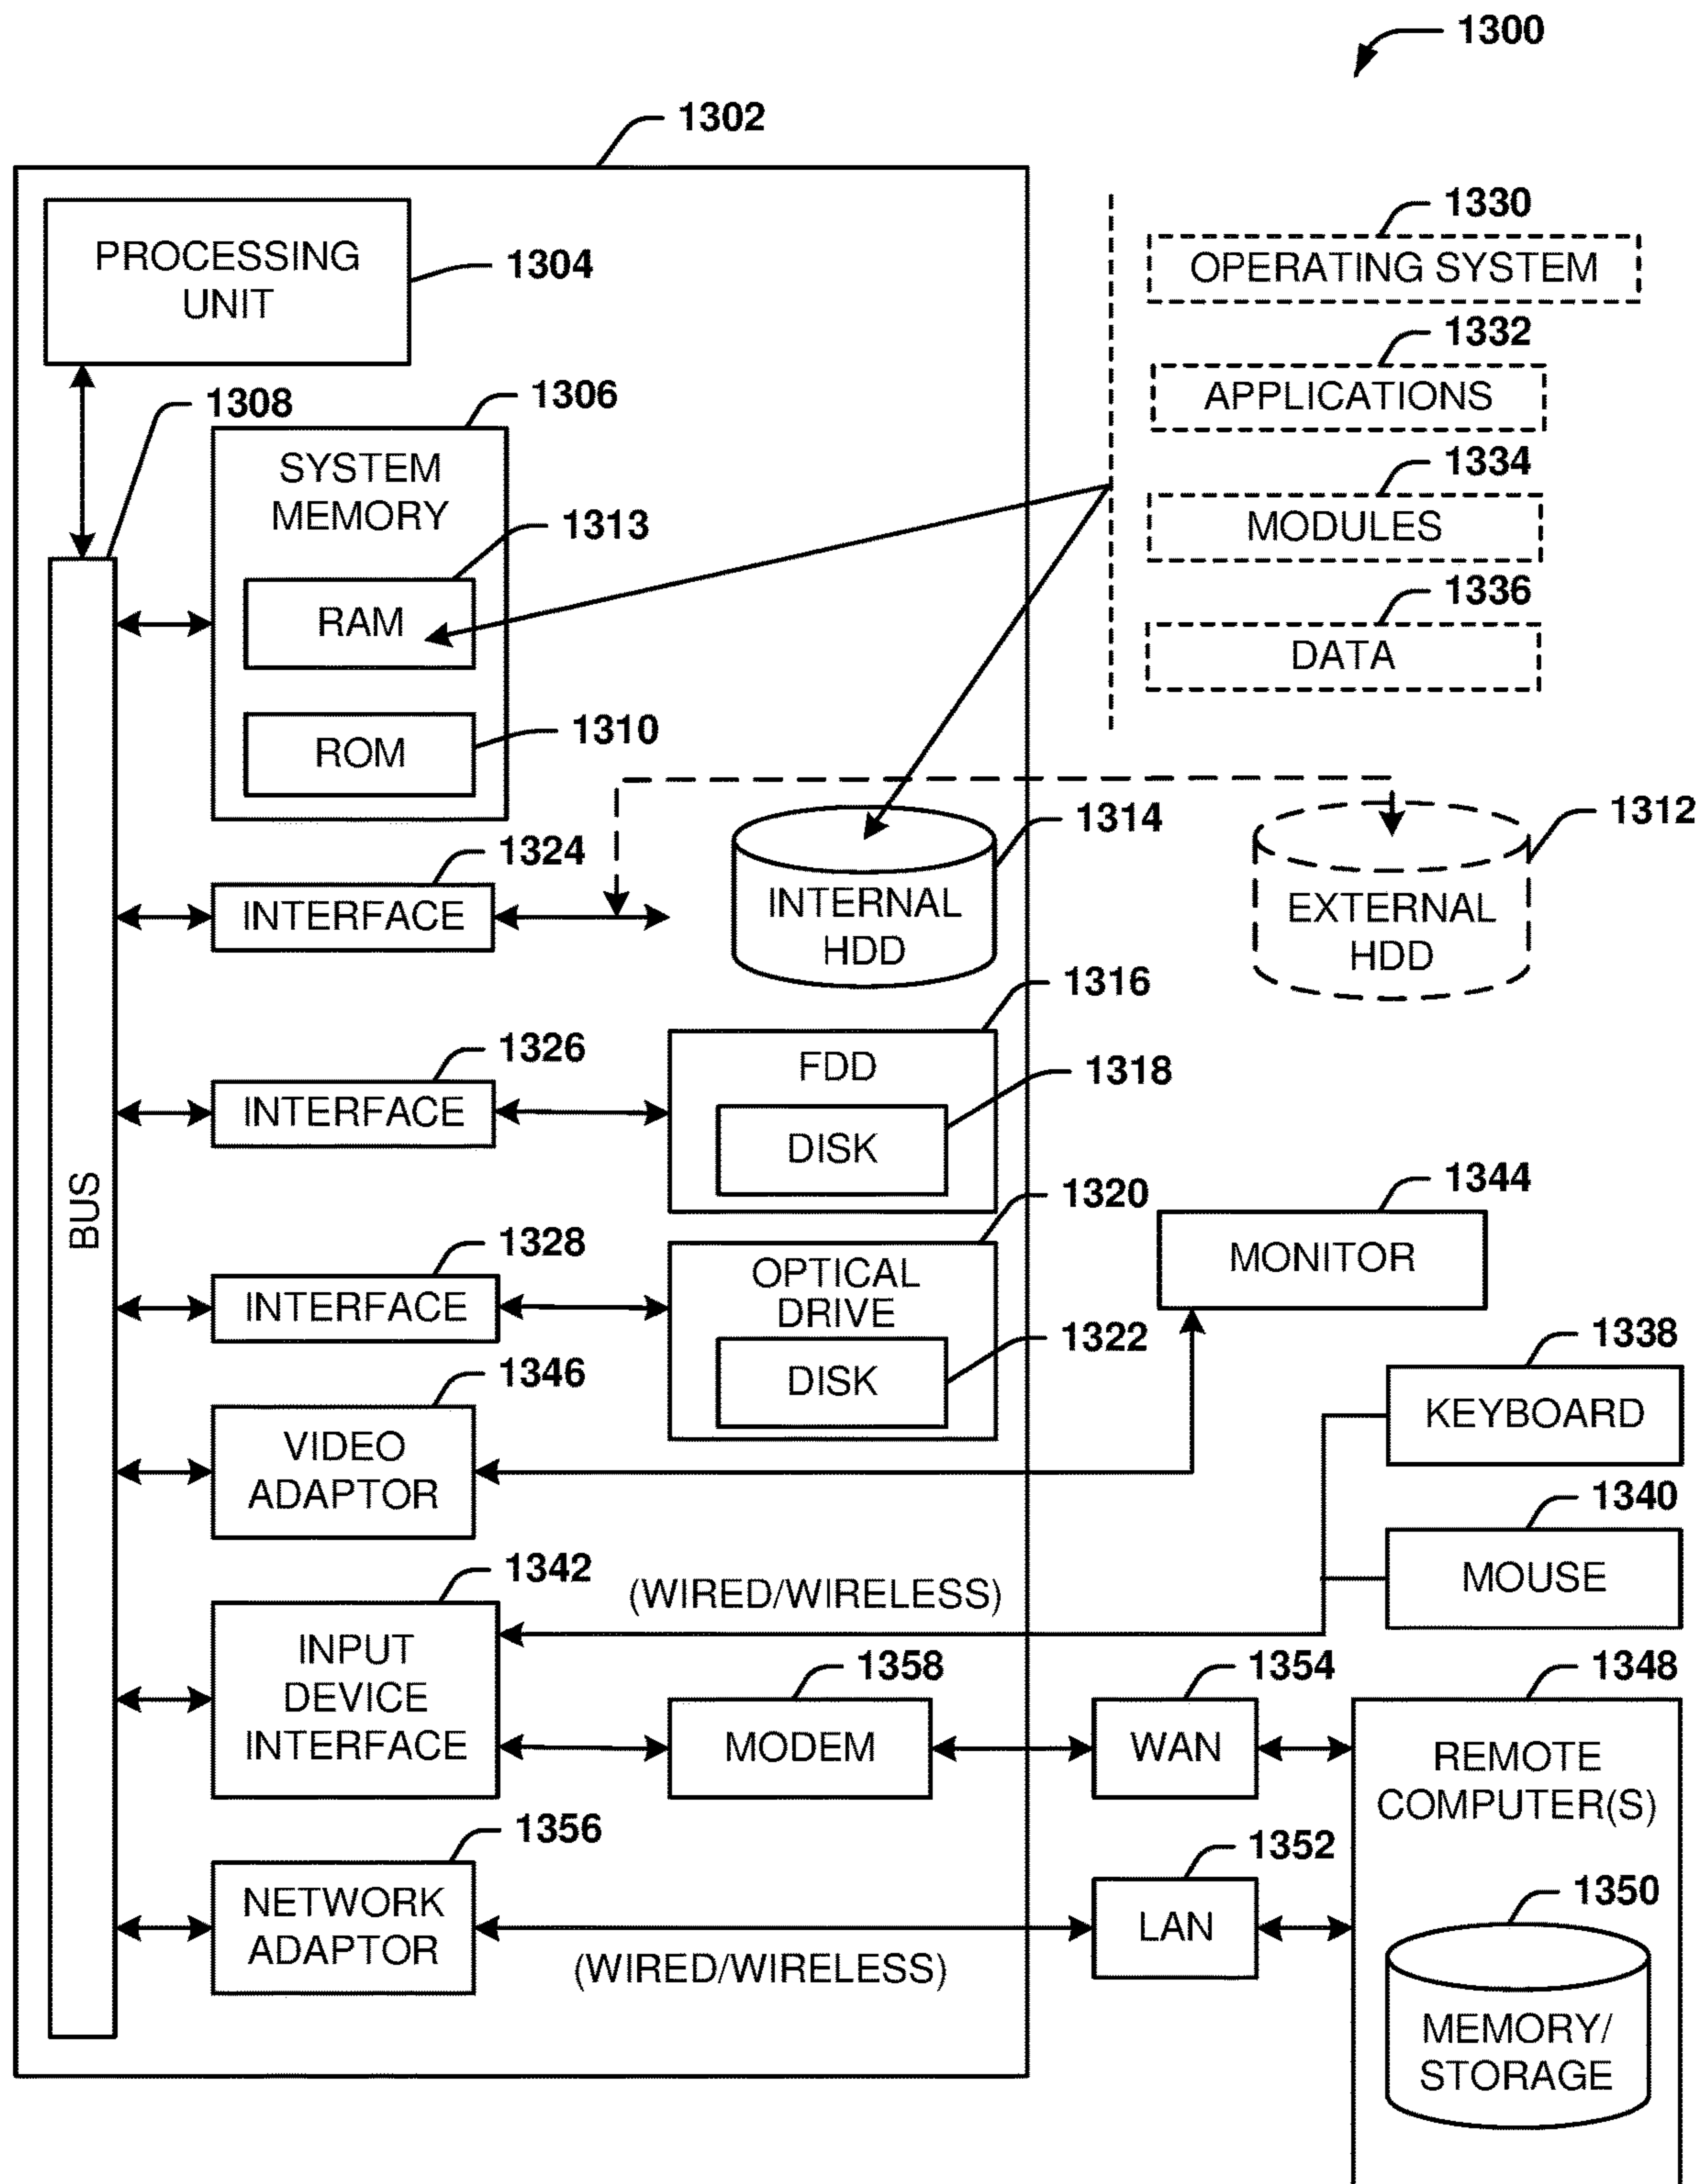 1300
1302
PROCESSING
UNIT
1304
1330
OPERATING SYSTEM
1332
APPLICATIONS
1334
MODULES
1336
DATA
1308
1306
SYSTEM
MEMORY
1313
RAM
1310
ROM
1324
INTERFACE
1314
INTERNAL
HDD
1312
EXTERNAL
HDD
1316
FDD
1318
DISK
1326
INTERFACE
BUS
1320
OPTICAL
DRIVE
1322
DISK
1328
INTERFACE
1344
MONITOR
1346
VIDEO
ADAPTOR
1338
KEYBOARD
1340
MOUSE
1342
INPUT
DEVICE
INTERFACE
(WIRED/WIRELESS)
1358
MODEM
1354
WAN
1348
REMOTE
COMPUTER(S)
1356
NETWORK
ADAPTOR
(WIRED/WIRELESS)
1352
LAN
1350
MEMORY/
STORAGE